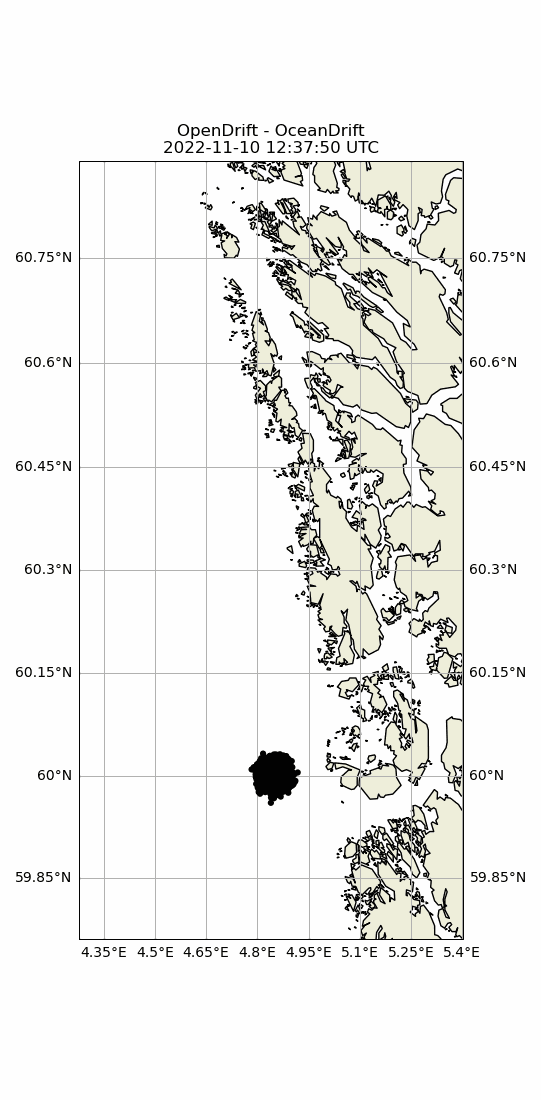 OpenDrift - OceanDrift
2022-11-10 12:37:50 UTC
60.75°N 60.75°N
60.6°N 60.6°N
60.45°N 60.45°N
60.3°N 60.3°N
60.15°N 60.15°N
60°N 60°N
59.85°N 59.85°N
4.35°E 4.5°E 4.65°E 4.8°E 4.95°E 5.1°E 5.25°E 5.4°E